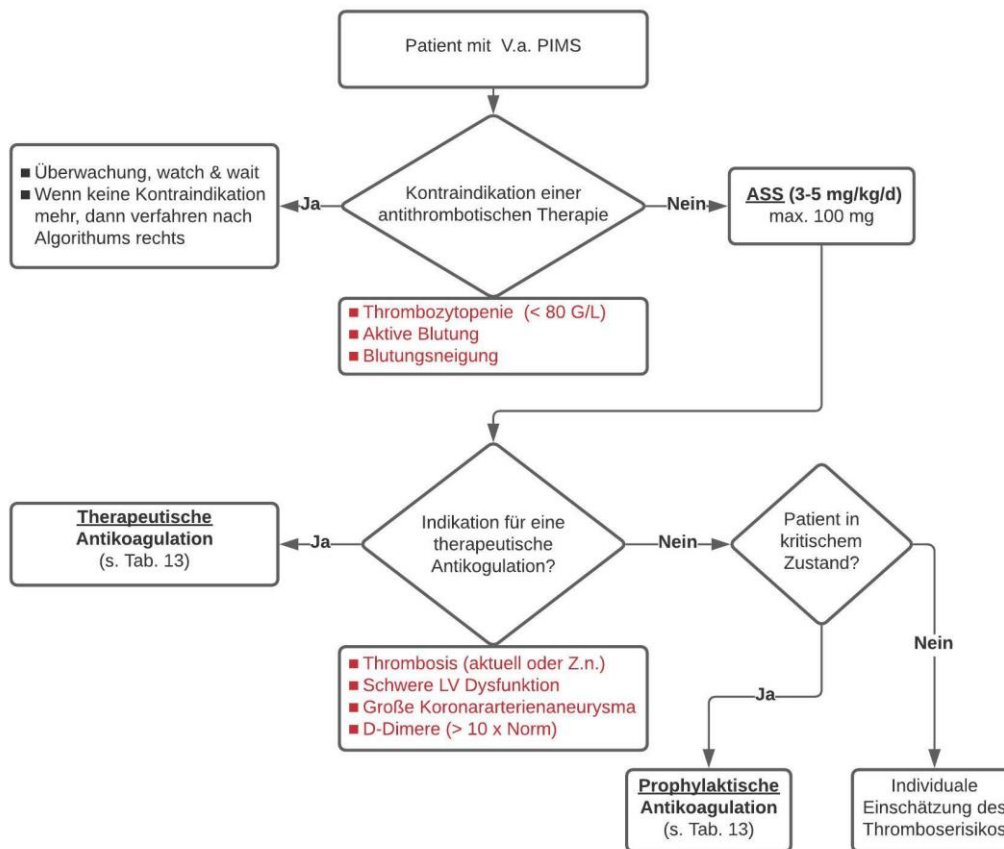 Patient mit  V.a. PIMS
■ Überwachung, watch & wait
■ Wenn keine Kontraindikation
mehr, dann verfahren nach
Algorithums rechts
Ja
Kontraindikation einer
antithrombotischen Therapie
Nein
ASS (3-5 mg/kg/d)
max. 100 mg
■ Thrombozytopenie  (< 80 G/L)
■ Aktive Blutung
■ Blutungsneigung
Therapeutische
Antikoagulation
(s. Tab. 13)
Ja
Indikation für eine
therapeutische
Antikogulation?
Nein
Patient in
kritischem
Zustand?
■ Thrombosis (aktuell oder Z.n.)
■ Schwere LV Dysfunktion
■ Große Koronararterienaneurysma
■ D-Dimere (> 10 x Norm)
Ja
Nein
Prophylaktische
Antikoagulation
(s. Tab. 13)
Individuale
Einschätzung des
Thromboserisikos